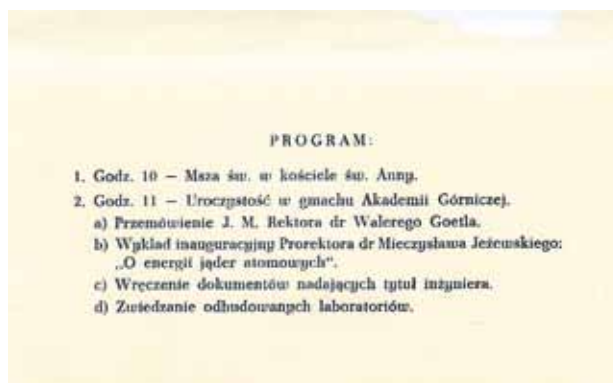 PROGRAM:
1. Godz. 10 — Msza św. w kościele św. Anny.
2. Godz. 11 — Uroczystość w gmachu Akademii Górniczej.
a) Przemówienie J. M. Rektora dr Walerego Goetla.
b) Wykład inauguracyjny Prorektora dr Mieczysława Jeżewskiego:
„O energii jąder atomowych".
c) Wręczenie dokumentów nadających tytuł inżyniera.
d) Zwiedzanie odbudowanych laboratoriów.